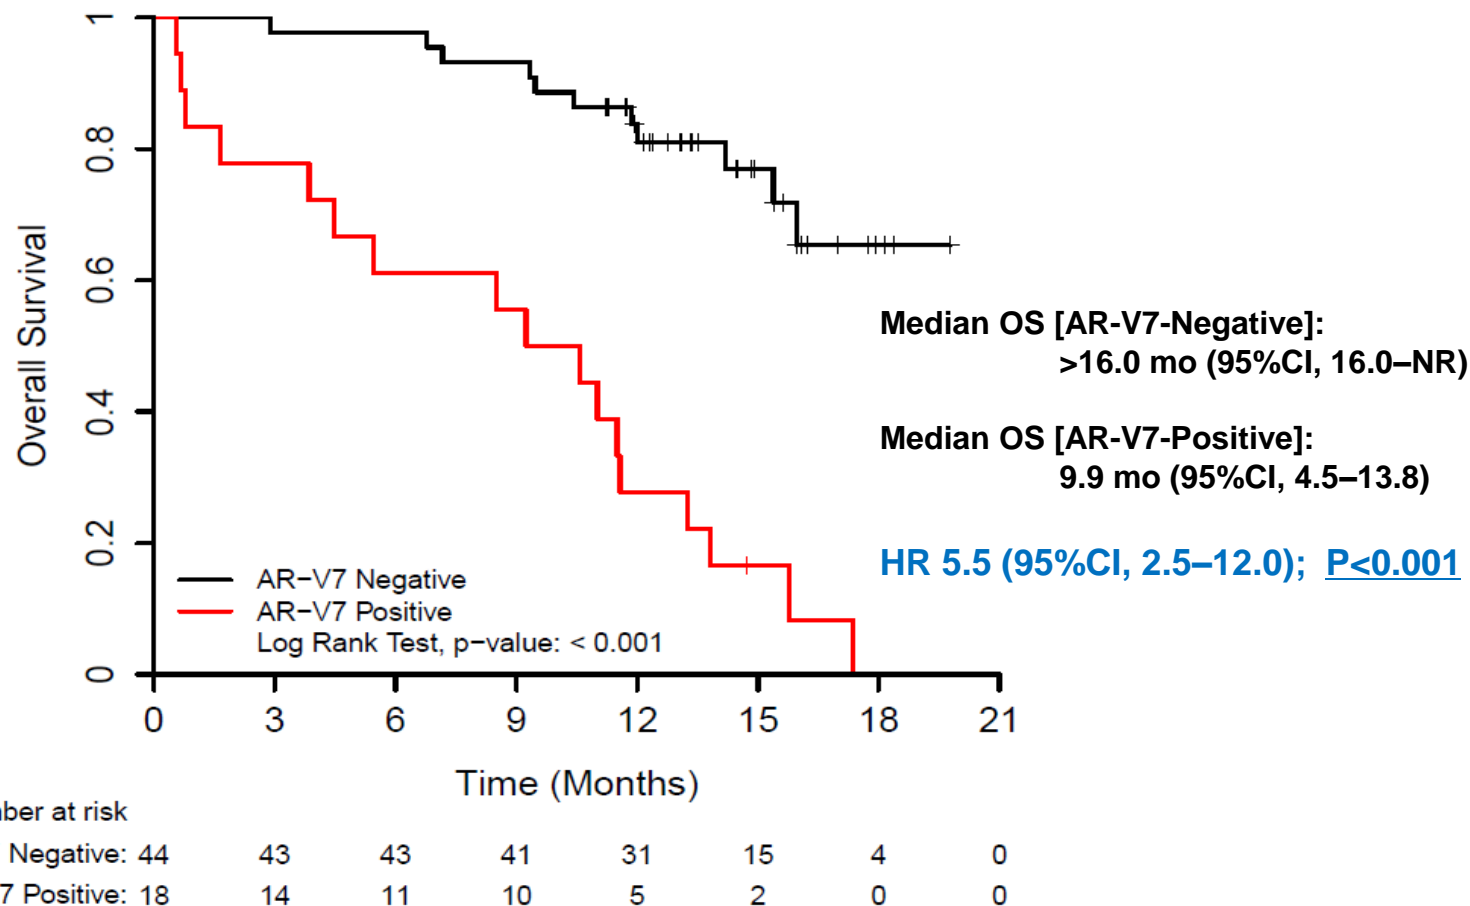 1
0.8
0.6
0.4
0.2
0
Overall Survival
Median OS [AR-V7-Negative]:
>16.0 mo (95%CI, 16.0–NR)
Median OS [AR-V7-Positive]:
9.9 mo (95%CI, 4.5–13.8)
HR 5.5 (95%CI, 2.5–12.0); P<0.001
AR−V7 Negative
AR−V7 Positive
Log Rank Test, p−value: < 0.001
0 3 6 9 12 15 18 21
Time (Months)
at risk
Negative: 44 43 43 41 31 15 4 0
7 Positive: 18 14 11 10 5 2 0 0